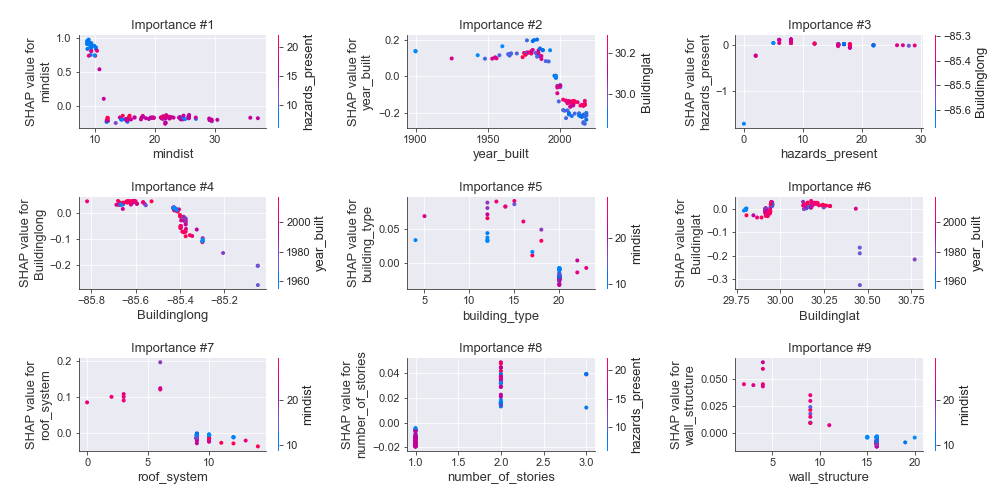 Importance #1
SHAP value for
mindist
1.0
0.5
0.0
10
20
30
mindist
20
15
10
hazards_present
Importance #2
SHAP value for
year_built
0.2
0.0
−0.2
1900
1950
2000
year_built
30.2
30.0
Buildinglat
Importance #3
SHAP value for
hazards_present
0
−1
0
10
20
30
hazards_present
−85.3
−85.4
−85.5
−85.6
Buildinglong
Importance #4
SHAP value for
Buildinglong
0.0
−0.1
−0.2
−85.8
−85.6
−85.4
−85.2
Buildinglong
2000
1980
1960
year_built
Importance #5
SHAP value for
building_type
0.05
0.00
5
10
15
20
building_type
20
10
mindist
Importance #6
SHAP value for
Buildinglat
0.0
−0.1
−0.2
−0.3
29.75
30.00
30.25
30.50
30.75
Buildinglat
2000
1980
1960
year_built
Importance #7
SHAP value for
roof_system
0.2
0.1
0.0
0
5
10
roof_system
20
10
mindist
Importance #8
SHAP value for
number_of_stories
0.04
0.02
0.00
−0.02
1.0
1.5
2.0
2.5
3.0
number_of_stories
20
15
10
hazards_present
Importance #9
SHAP value for
wall_structure
0.050
0.025
0.000
5
10
15
20
wall_structure
20
10
mindist